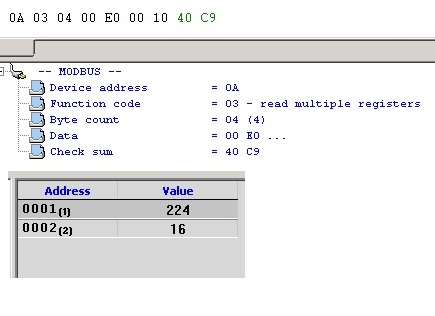 0A 03 04 00 E0 00 10 40 C9
-- MODBUS --
Device address = 0A
Function code = 03 - read multiple registers
Byte count = 04 (4)
Data = 00 E0 ...
Check sum = 40 C9
Address Value
0001(1) 224
0002(2) 16